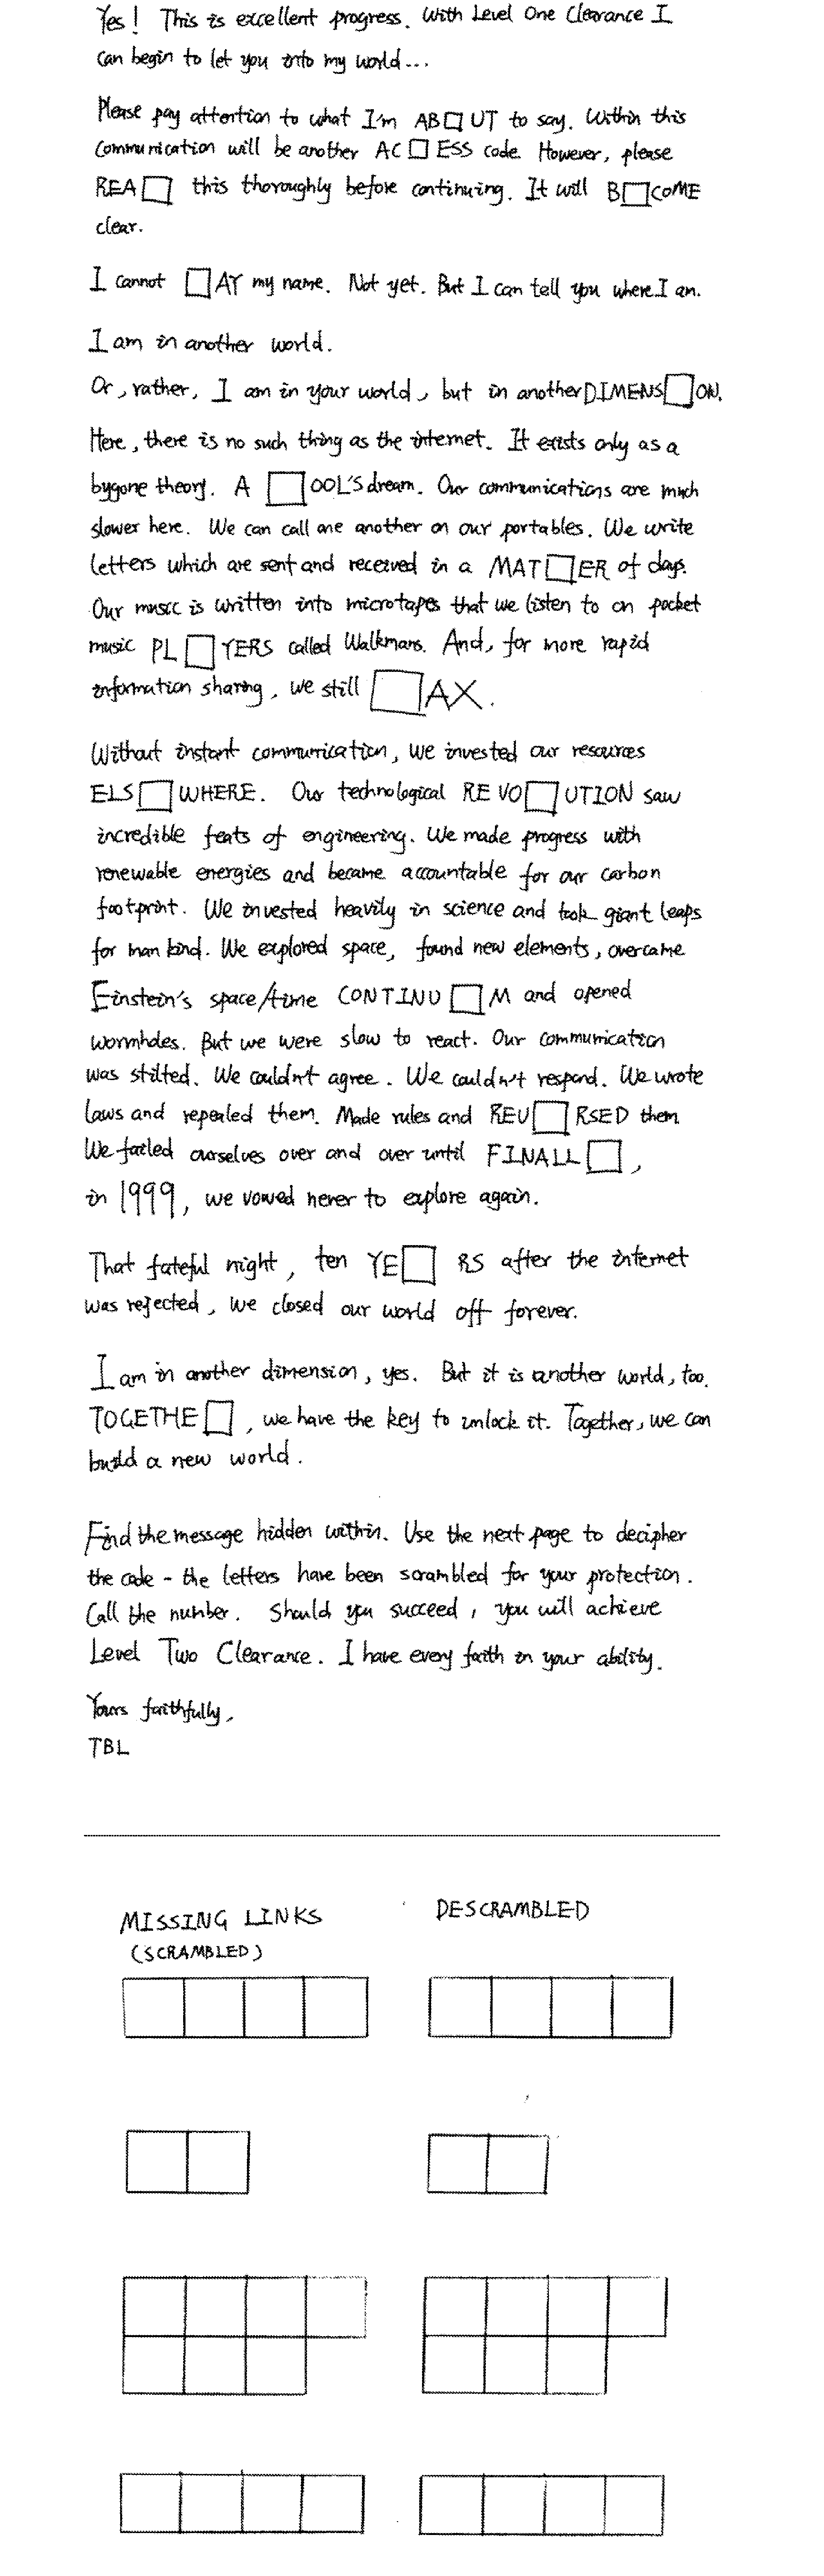 Yes! This is excellent progress. With Level One Clearance I
can begin to let you into my world...
Please pay attention to what I'm AB□UT to say. Within this
communication will be another AC□ESS code. However, please
REA□ this thoroughly before continuing. It will B□COME
clear.
I cannot □AY my name. Not yet. But I can tell you where I am.
I am in another world.
Or, rather, I am in your world, but in another DIMENS□ON.
Here, there is no such thing as the internet. It exists only as a
bygone theory. A □OOL'S dream. Our communications are much
slower here. We can call one another on our portables. We write
letters which are sent and received in a MAT□ER of days.
Our music is written into microtapes that we listen to on pocket
music PL□YERS called Walkmans. And, for more rapid
information sharing, we still □AX.
Without instant communication, we invested our resources
ELS□WHERE. Our technological REVO□UTION saw
incredible feats of engineering. We made progress with
renewable energies and became accountable for our carbon
footprint. We invested heavily in science and took giant leaps
for mankind. We explored space, found new elements, overcame
Einstein's space/time CONTINU□M and opened
wormholes. But we were slow to react. Our communication
was stilted. We couldn't agree. We couldn't respond. We wrote
laws and repealed them. Made rules and REV□RSED them.
We failed ourselves over and over until FINALL□,
in 1999, we vowed never to explore again.
That fateful night, ten YE□RS after the internet
was rejected, we closed our world off forever.
I am in another dimension, yes. But it is another world, too.
TOGETHE□, we have the key to unlock it. Together, we can
build a new world.
Find the message hidden within. Use the next page to decipher
the code - the letters have been scrambled for your protection.
Call the number. Should you succeed, you will achieve
Level Two Clearance. I have every faith in your ability.
Yours faithfully,
TBL
MISSING LINKS DESCRAMBLED
(SCRAMBLED)